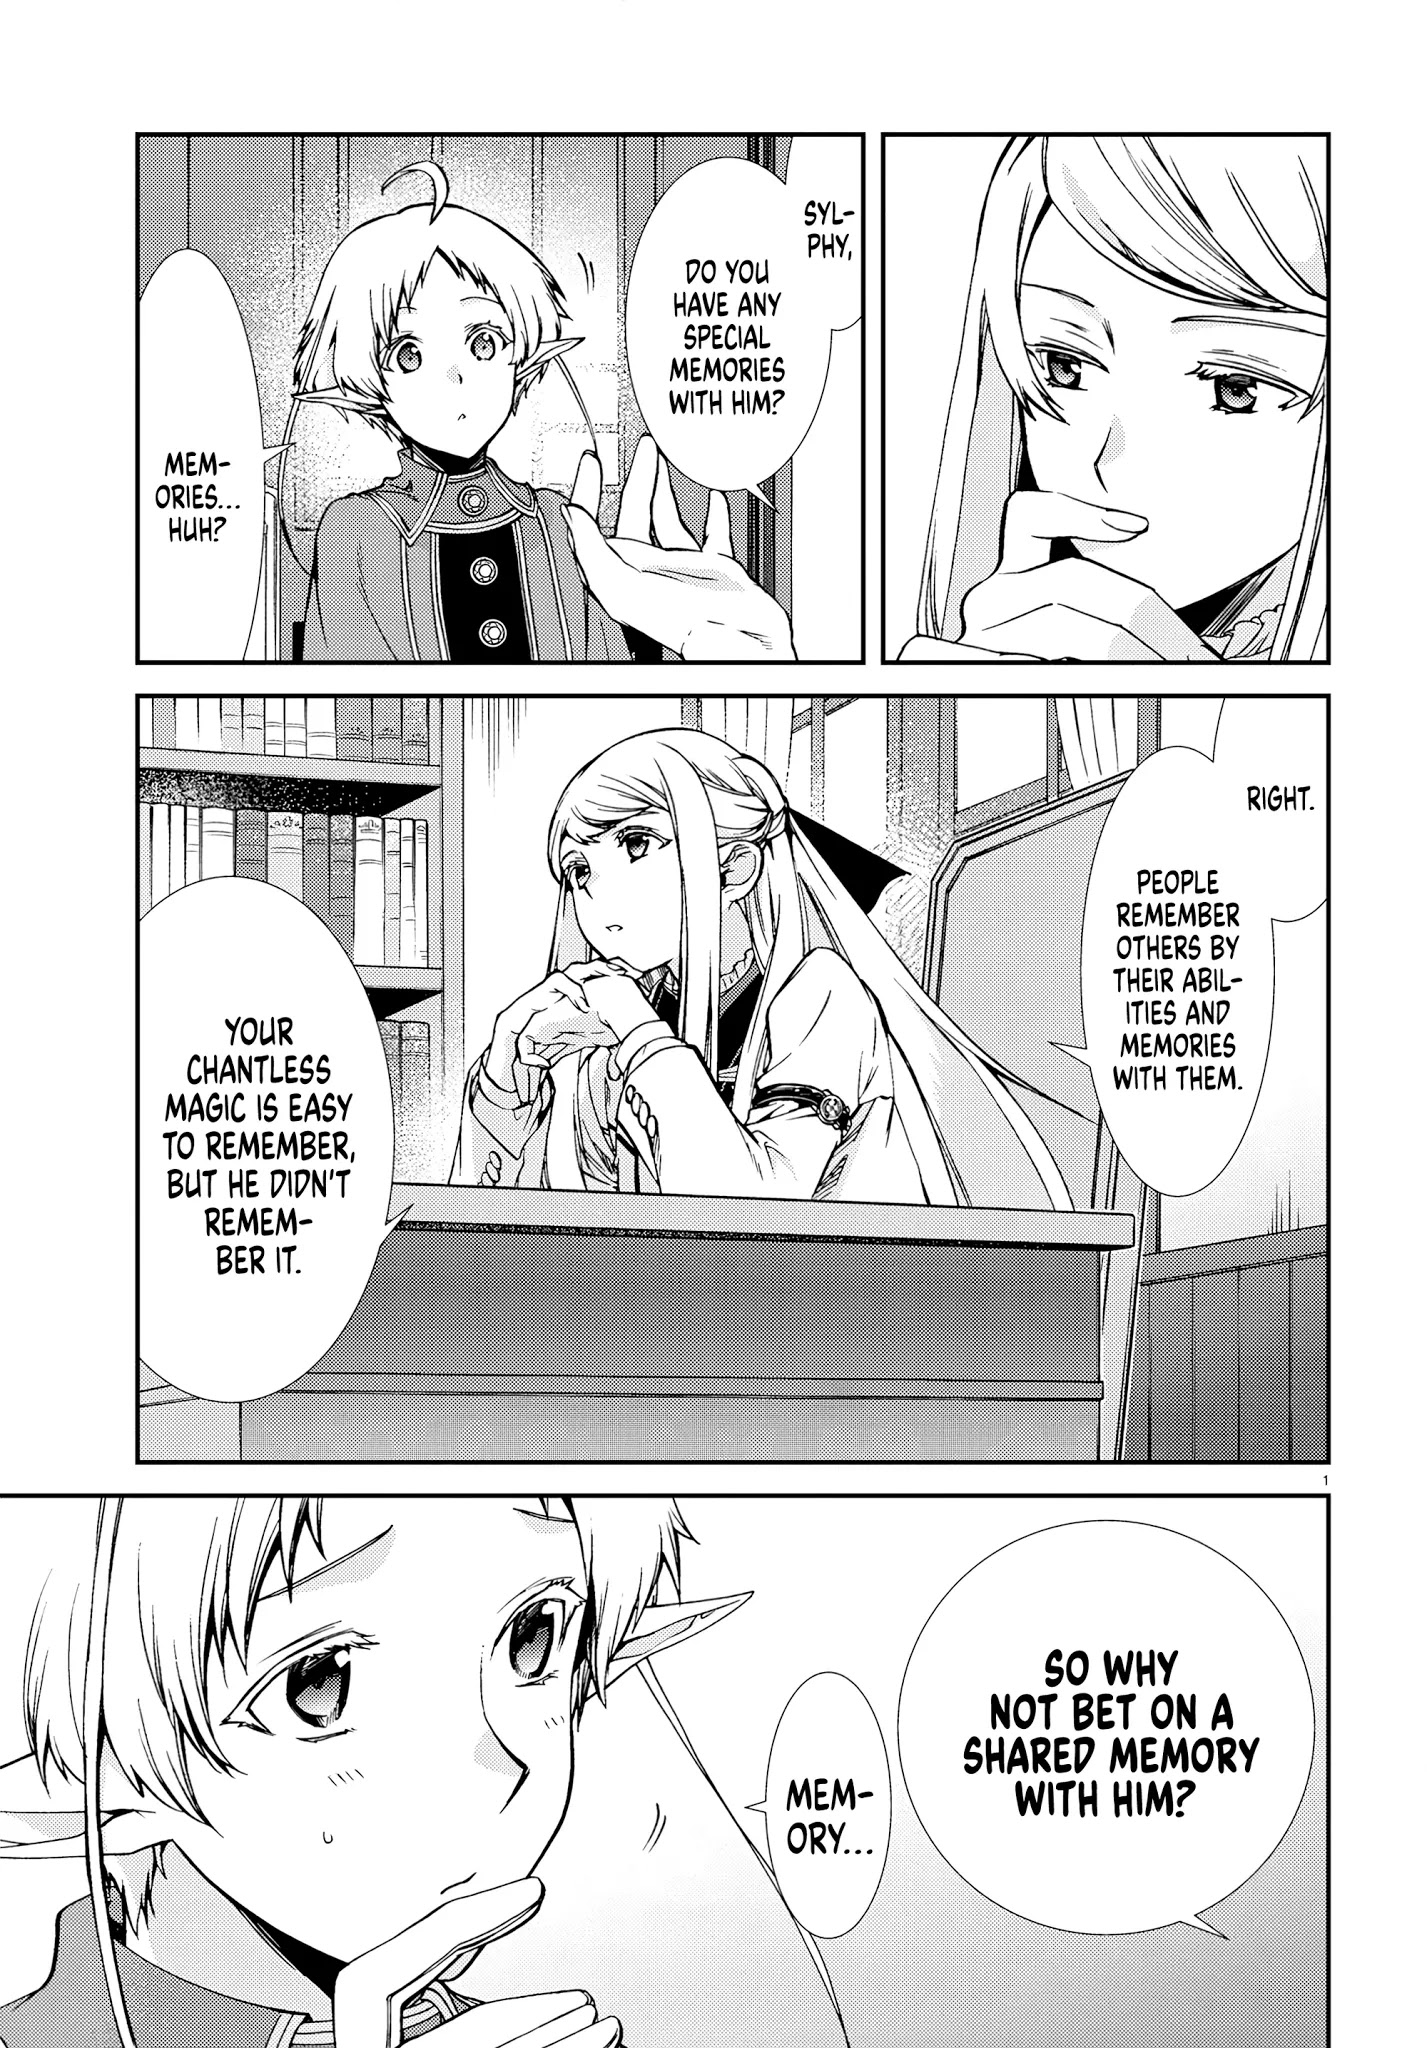 SYL-
PHY,
DO YOU
HAVE ANY
SPECIAL
MEMORIES
WITH HIM?
MEM-
ORIES...
HUH?
RIGHT.
PEOPLE
REMEMBER
OTHERS BY
THEIR ABIL-
ITIES AND
MEMORIES
WITH THEM.
YOUR
CHANTLESS
MAGIC IS EASY
TO REMEMBER,
BUT HE DIDN'T
REMEM-
BER IT.
1
SO WHY
NOT BET ON A
SHARED MEMORY
WITH HIM?
MEM-
ORY...